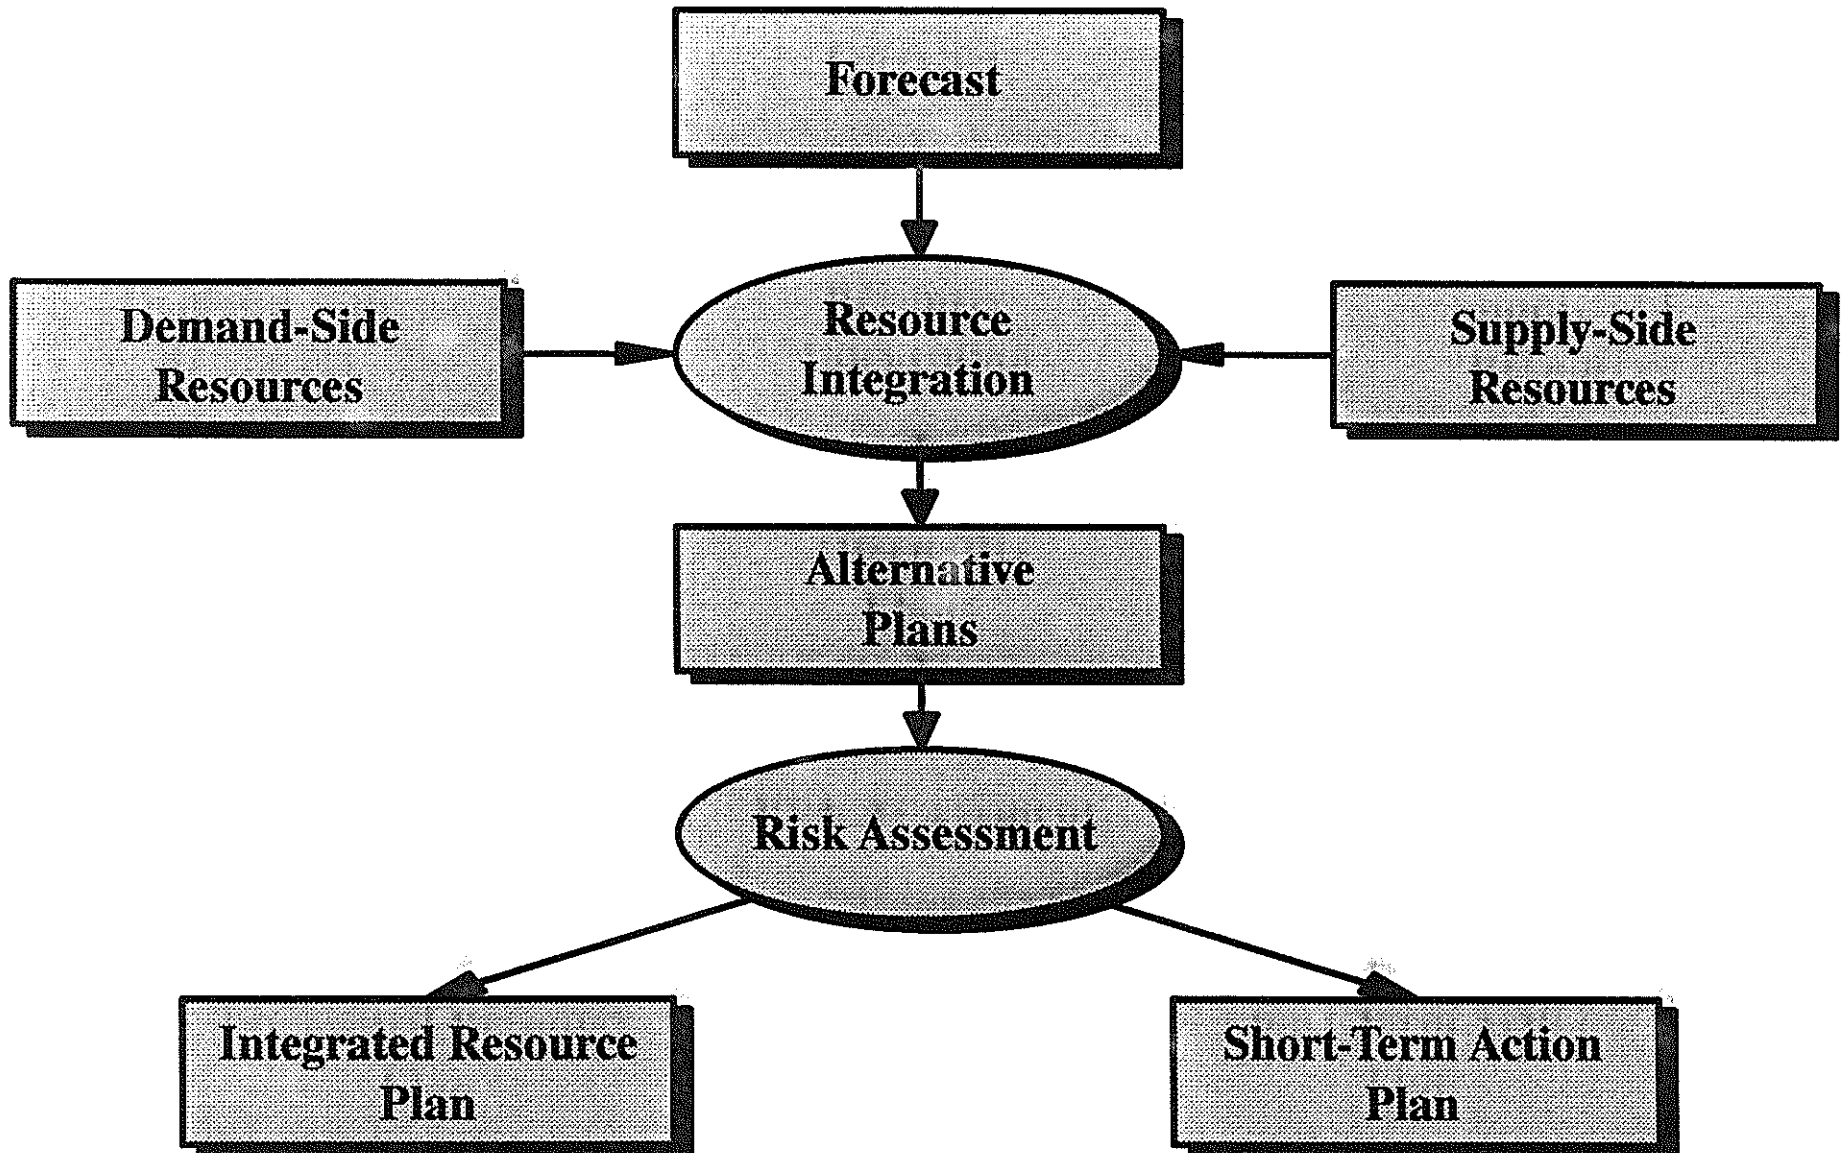 Forecast
Demand-Side
Resources
Resource
Integration
Supply-Side
Resources
Alternative
Plans
Risk Assessment
Integrated Resource
Plan
Short-Term Action
Plan